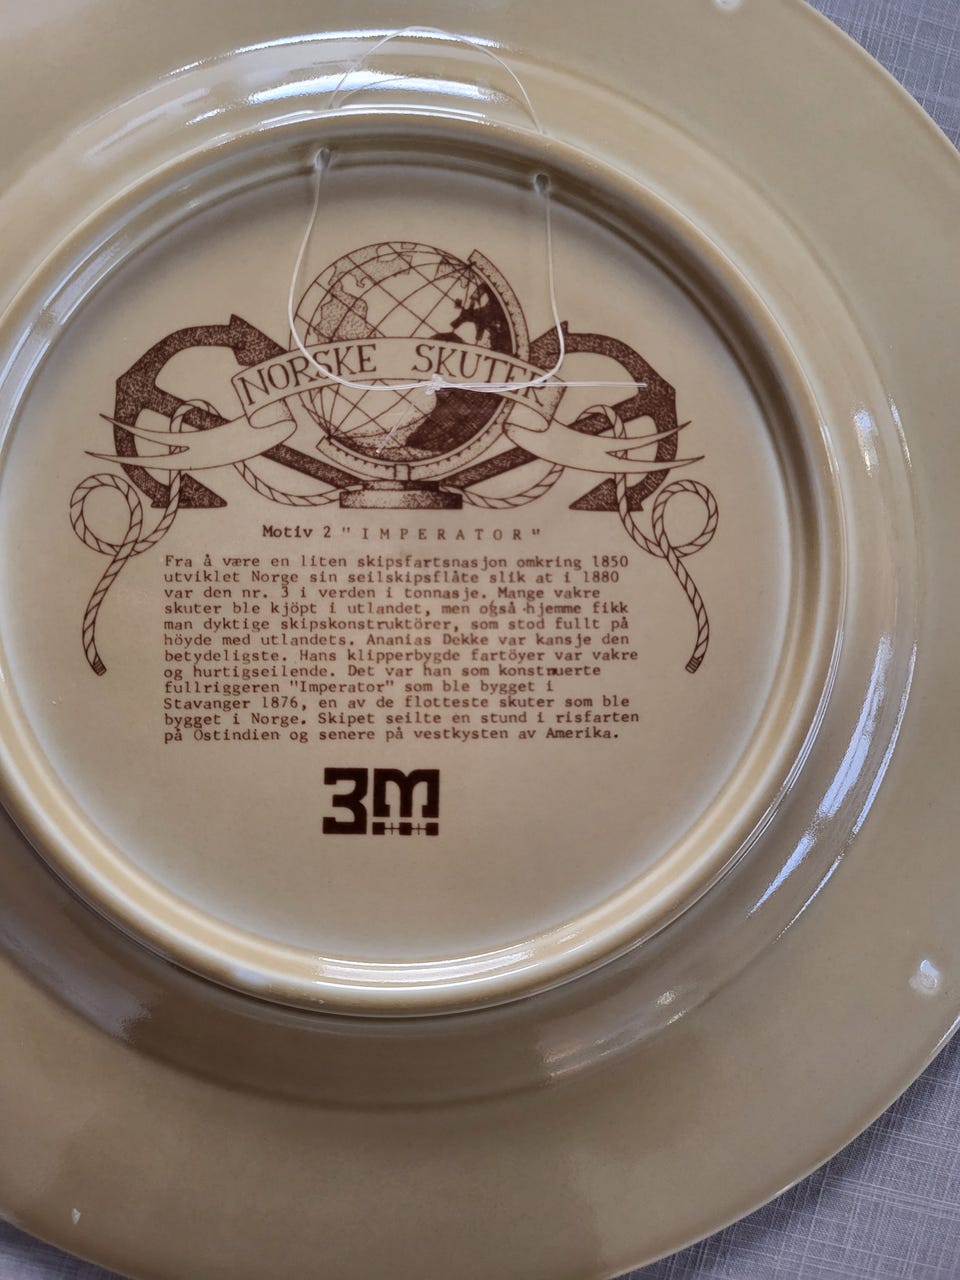 NORSKE SKUTER
Motiv 2 "IMPERATOR"
Fra å være en liten skipsfartsnasjon omkring 1850
utviklet Norge sin seilskipsflåte slik at i 1880
var den nr. 3 i verden i tonnasje. Mange vakre
skuter ble kjöpt i utlandet, men også hjemme fikk
man dyktige skipskonstruktörer, som stod fullt på
höyde med utlandets. Ananias Dekke var kansje den
betydeligste. Hans klipperbygde fartöyer var vakre
og hurtigseilende. Det var han som konstruerte
fullriggeren "Imperator" som ble bygget i
Stavanger 1876, en av de flotteste skuter som ble
bygget i Norge. Skipet seilte en stund i risfarten
på Ostindien og senere på vestkysten av Amerika.
3m